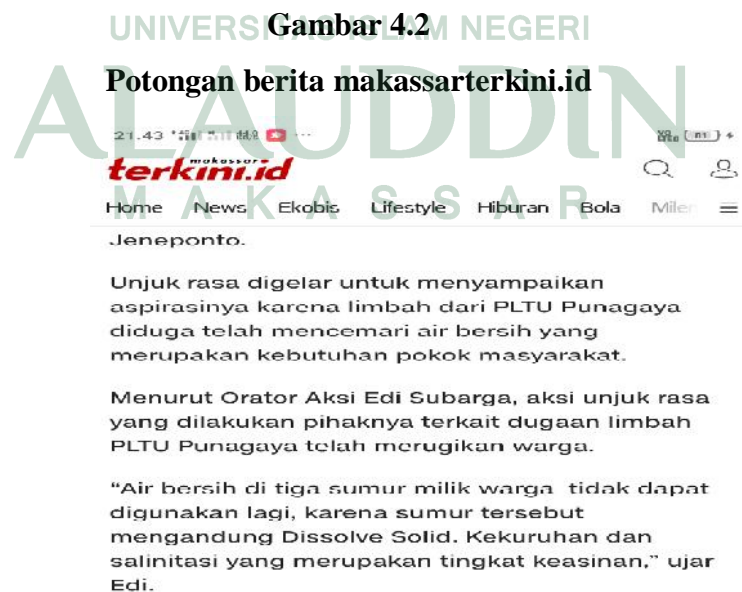 UNIVERSITAS ISLAM NEGERI
Gambar 4.2
Potongan berita makassarterkini.id
ALAUDDIN
21.43
makassar
terkini.id
MAKASSAR
Home News Ekobis Lifestyle Hiburan Bola Miler
Jeneponto.
Unjuk rasa digelar untuk menyampaikan
aspirasinya karena limbah dari PLTU Punagaya
diduga telah mencemari air bersih yang
merupakan kebutuhan pokok masyarakat.
Menurut Orator Aksi Edi Subarga, aksi unjuk rasa
yang dilakukan pihaknya terkait dugaan limbah
PLTU Punagaya telah merugikan warga.
“Air bersih di tiga sumur milik warga tidak dapat
digunakan lagi, karena sumur tersebut
mengandung Dissolve Solid. Kekuruhan dan
salinitasi yang merupakan tingkat keasinan,” ujar
Edi.